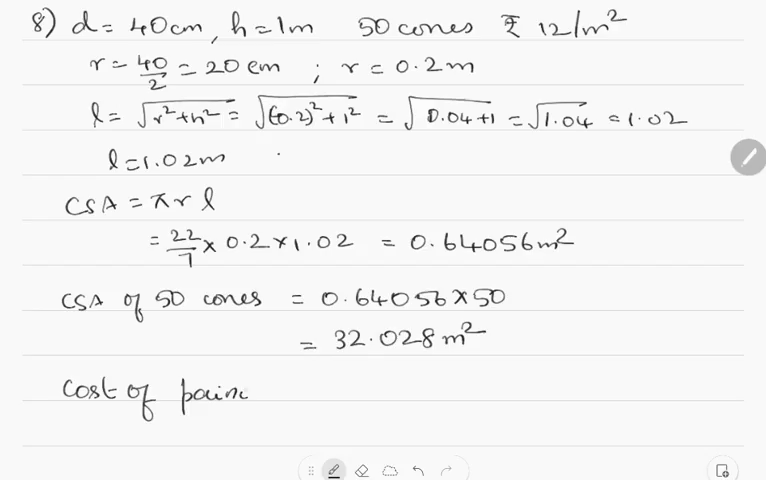 8) d = 40cm, h = 1m 50 cones ₹ 12/m²
r = 40/2 = 20 cm ; r = 0.2m
l = √r²+h² = √(0.2)²+1² = √0.04+1 = √1.04 = 1.02
l = 1.02m
CSA = πrl
= 22/7 × 0.2 × 1.02 = 0.64056m²
CSA of 50 cones = 0.64056 × 50
= 32.028m²
Cost of pain